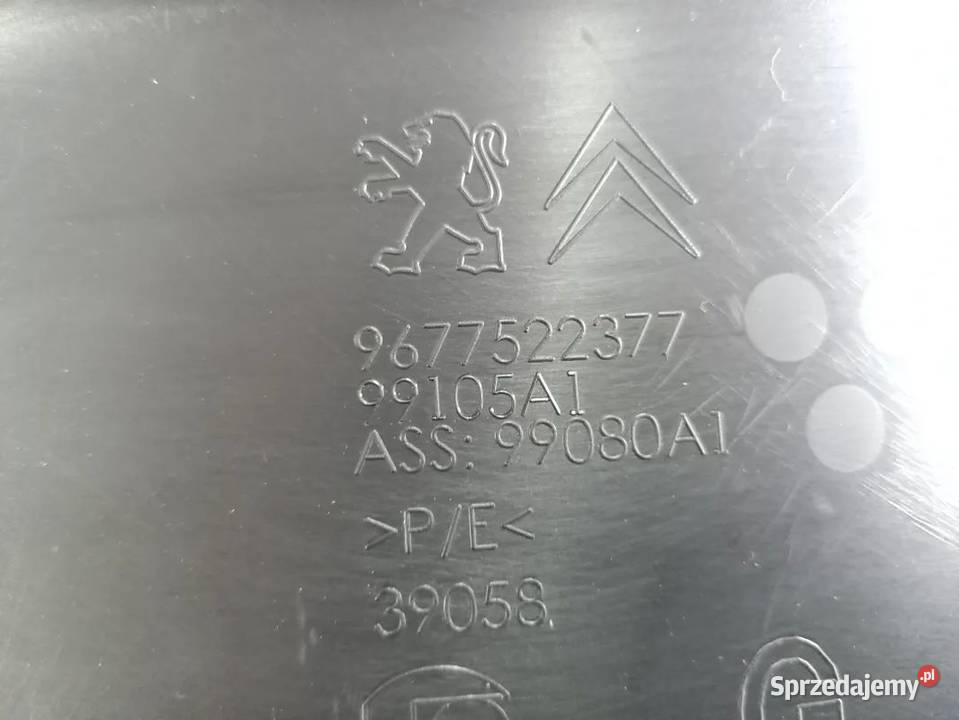 9677522377
99105A1
ASS: 99080A1
>P/E<
39058.
Sprzedajemy.pl